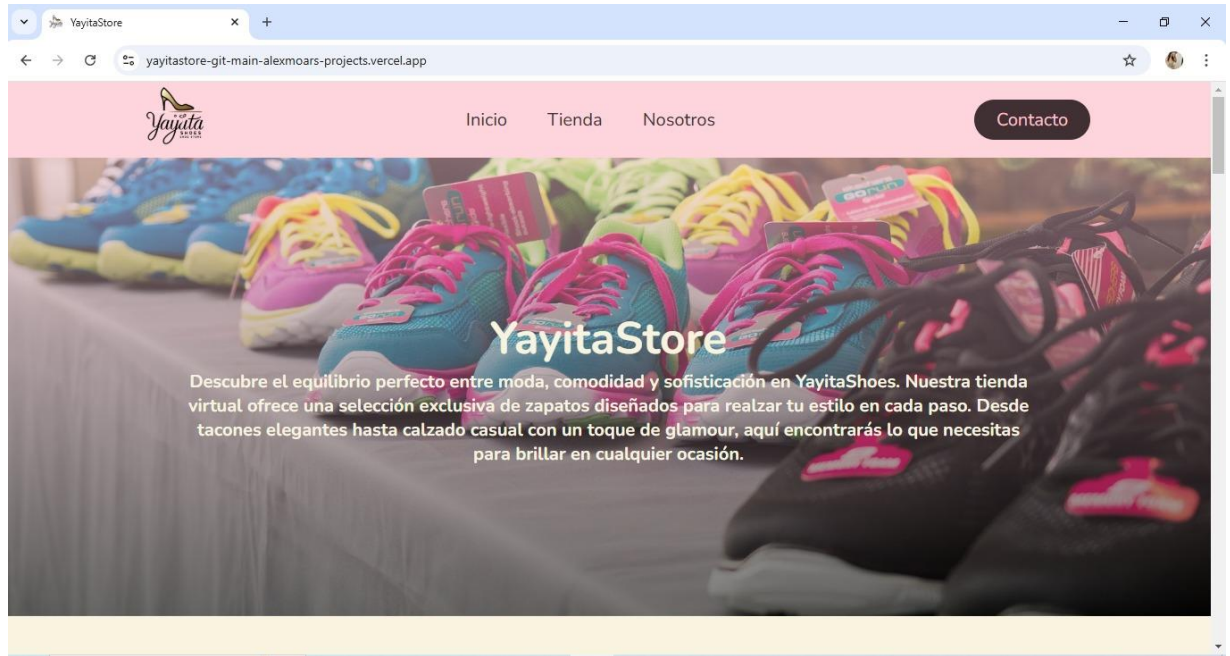 YayitaStore
yayitastore-git-main-alexmoars-projects.vercel.app
Yayita
SHOES
Inicio
Tienda
Nosotros
Contacto
GO RUN
YayitaStore
Descubre el equilibrio perfecto entre moda, comodidad y sofisticación en YayitaShoes. Nuestra tienda
virtual ofrece una selección exclusiva de zapatos diseñados para realzar tu estilo en cada paso. Desde
tacones elegantes hasta calzado casual con un toque de glamour, aquí encontrarás lo que necesitas
para brillar en cualquier ocasión.